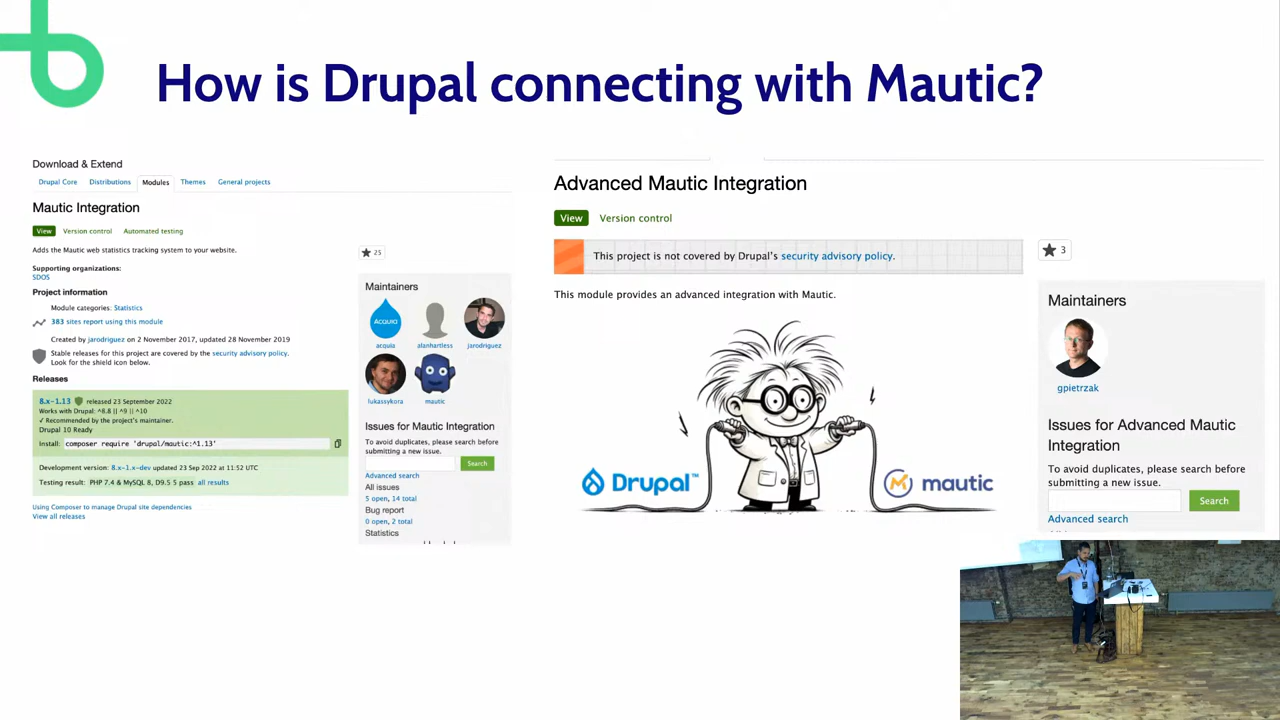 How is Drupal connecting with Mautic?
Download & Extend
Drupal Core Distributions Modules Themes General projects
Mautic Integration
View Version control Automated testing
Adds the Mautic web statistics tracking system to your website.
25
Supporting organizations:
SDOS
Project information
Module categories: Statistics
383 sites report using this module
Created by jarodriguez on 2 November 2017, updated 28 November 2019
Stable releases for this project are covered by the security advisory policy.
Look for the shield icon below.
Releases
8.x-1.13 released 23 September 2022
Works with Drupal: ^8.8 || ^9 || ^10
✓ Recommended by the project's maintainer.
Drupal 10 Ready
Install: composer require 'drupal/mautic:^1.13'
Development version: 8.x-1.x-dev updated 23 Sep 2022 at 11:52 UTC
Testing result: PHP 7.4 & MySQL 8, D9.5 5 pass all results
Using Composer to manage Drupal site dependencies
View all releases
Maintainers
ACQUIA
acquia alanhartless jarodriguez
lukassykora mautic
Issues for Mautic Integration
To avoid duplicates, please search before
submitting a new issue.
Search
Advanced search
All issues
5 open, 14 total
Bug report
0 open, 2 total
Statistics
Advanced Mautic Integration
View Version control
This project is not covered by Drupal's security advisory policy.
3
This module provides an advanced integration with Mautic.
Drupal™
mautic
Maintainers
gpietrzak
Issues for Advanced Mautic
Integration
To avoid duplicates, please search before
submitting a new issue.
Search
Advanced search